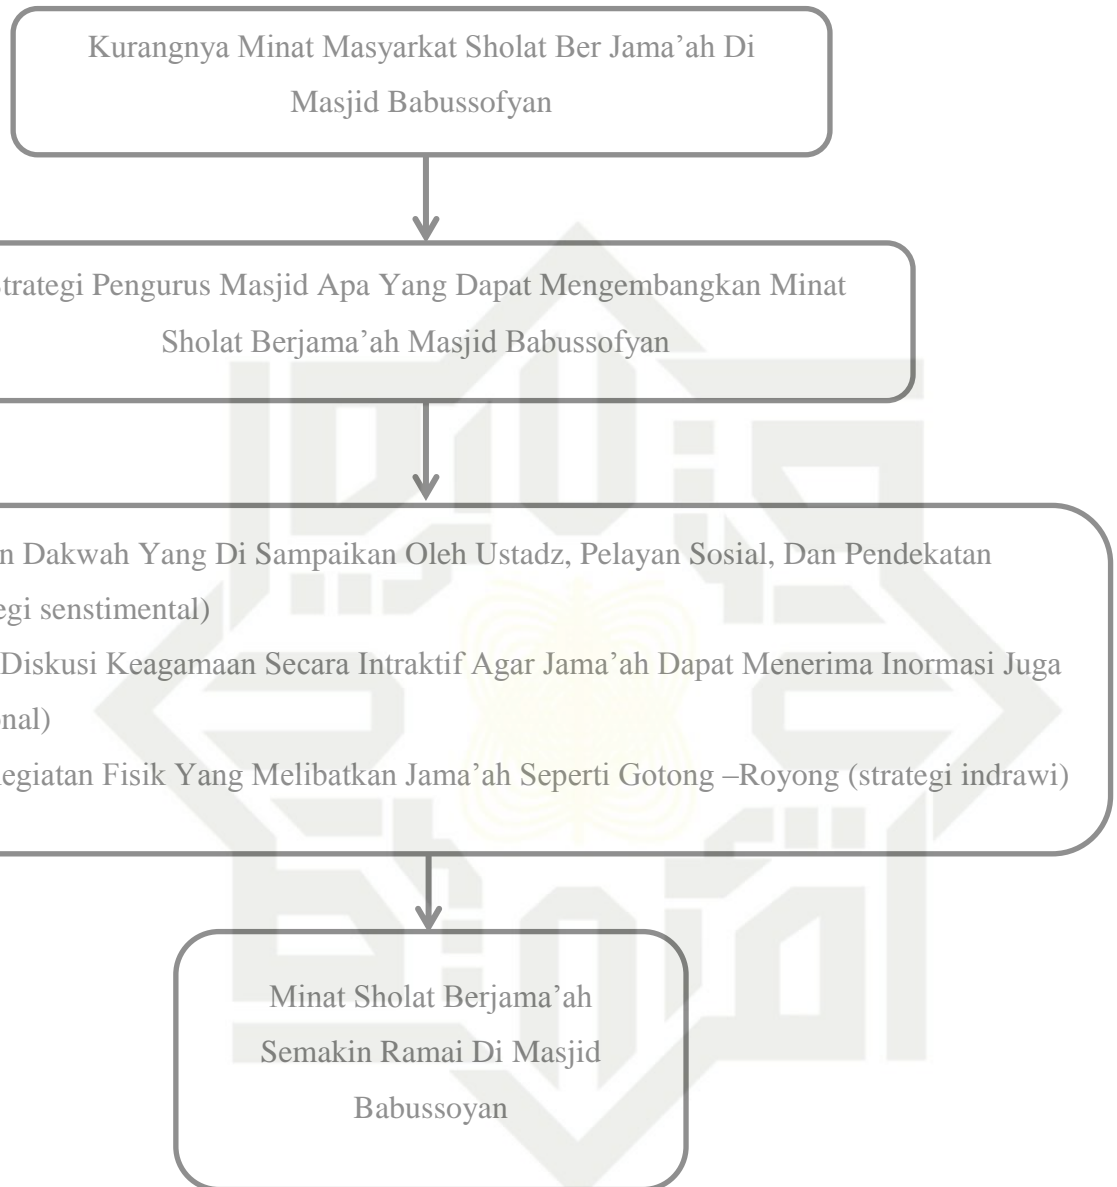 Kurangnya Minat Masyarkat Sholat Ber Jama’ah Di
Masjid Babussofyan
Strategi Pengurus Masjid Apa Yang Dapat Mengembangkan Minat
Sholat Berjama’ah Masjid Babussofyan
n Dakwah Yang Di Sampaikan Oleh Ustadz, Pelayan Sosial, Dan Pendekatan
egi senstimental)
Diskusi Keagamaan Secara Intraktif Agar Jama’ah Dapat Menerima Inormasi Juga
onal)
egiatan Fisik Yang Melibatkan Jama’ah Seperti Gotong –Royong (strategi indrawi)
Minat Sholat Berjama’ah
Semakin Ramai Di Masjid
Babussoyan